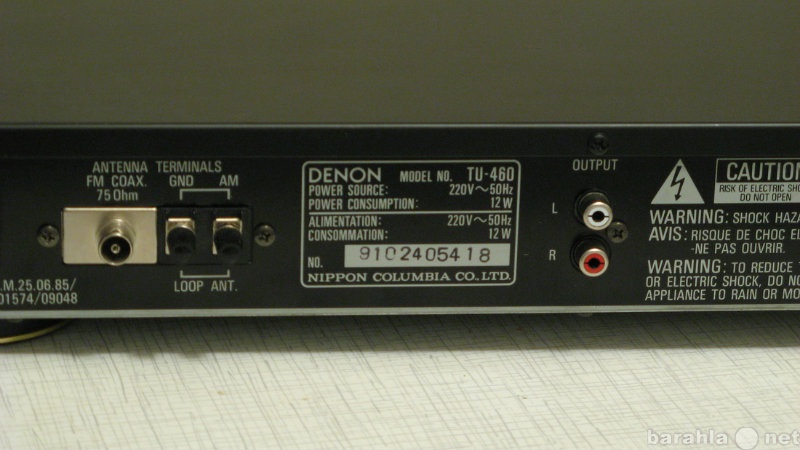 ANTENNA TERMINALS
FM COAX. GND AM
75 Ohm
LOOP ANT.
.M.25.06.85/
01574/09048
DENON MODEL NO. TU-460
POWER SOURCE: 220V～50Hz
POWER CONSUMPTION: 12 W
ALIMENTATION: 220V～50Hz
CONSOMMATION: 12 W
NO. 9102405418
NIPPON COLUMBIA CO., LTD.
OUTPUT
L
R
CAUTION
RISK OF ELECTRIC SHO
DO NOT OPEN
WARNING: SHOCK HAZA
AVIS: RISQUE DE CHOC EL
-NE PAS OUVRIR.
WARNING: TO REDUCE T
OR ELECTRIC SHOCK, DO NO
APPLIANCE TO RAIN OR MO
barahla.net